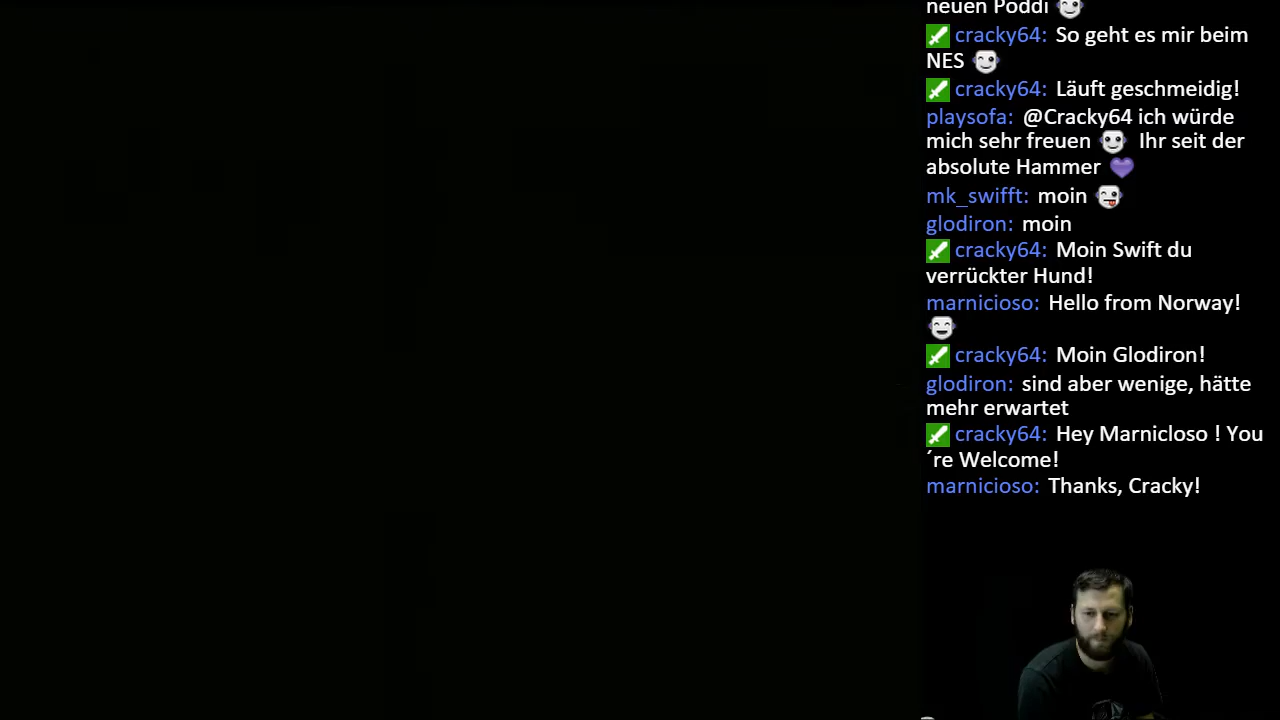 neuen Poddi
cracky64: So geht es mir beim
NES
cracky64: Läuft geschmeidig!
playsofa: @Cracky64 ich würde
mich sehr freuen Ihr seit der
absolute Hammer
mk_swifft: moin
glodiron: moin
cracky64: Moin Swift du
verrückter Hund!
marnicioso: Hello from Norway!
cracky64: Moin Glodiron!
glodiron: sind aber wenige, hätte
mehr erwartet
cracky64: Hey Marnicloso ! You
´re Welcome!
marnicioso: Thanks, Cracky!